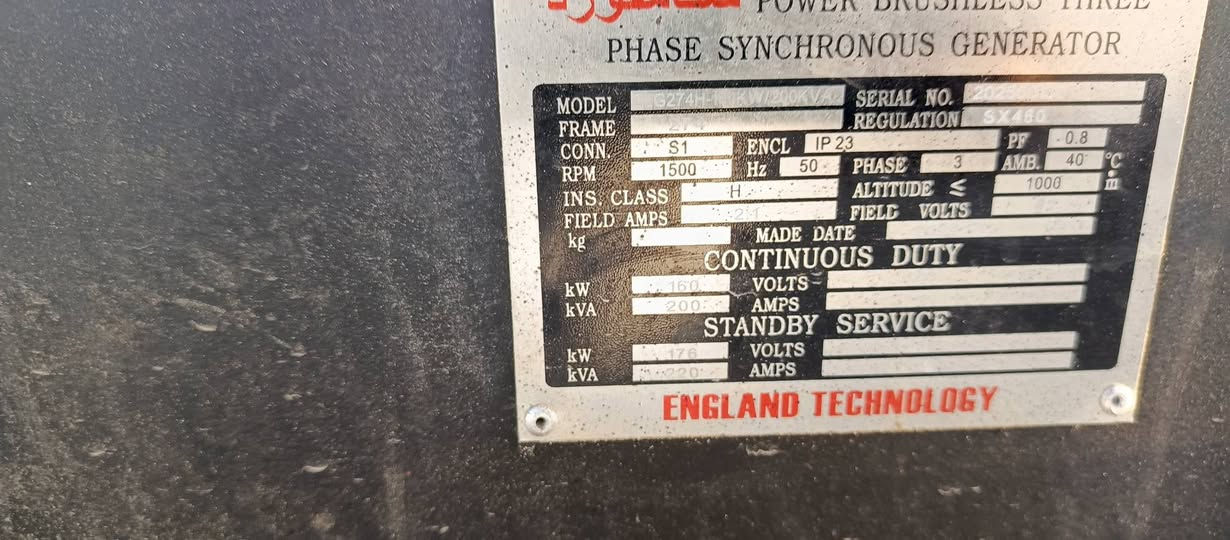 POWER BRUSHLESS THREE
PHASE SYNCHRONOUS GENERATOR
MODEL SERIAL NO.
FRAME REGULATION SX460
CONN. S1 ENCL IP 23 PF 0.8
RPM 1500 Hz 50 PHASE 3 AMB. 40 °C
INS. CLASS H ALTITUDE ≤ 1000 m
FIELD AMPS FIELD VOLTS
kg MADE DATE
CONTINUOUS DUTY
kW 160 VOLTS
kVA 200 AMPS
STANDBY SERVICE
kW 176 VOLTS
kVA 220 AMPS
ENGLAND TECHNOLOGY